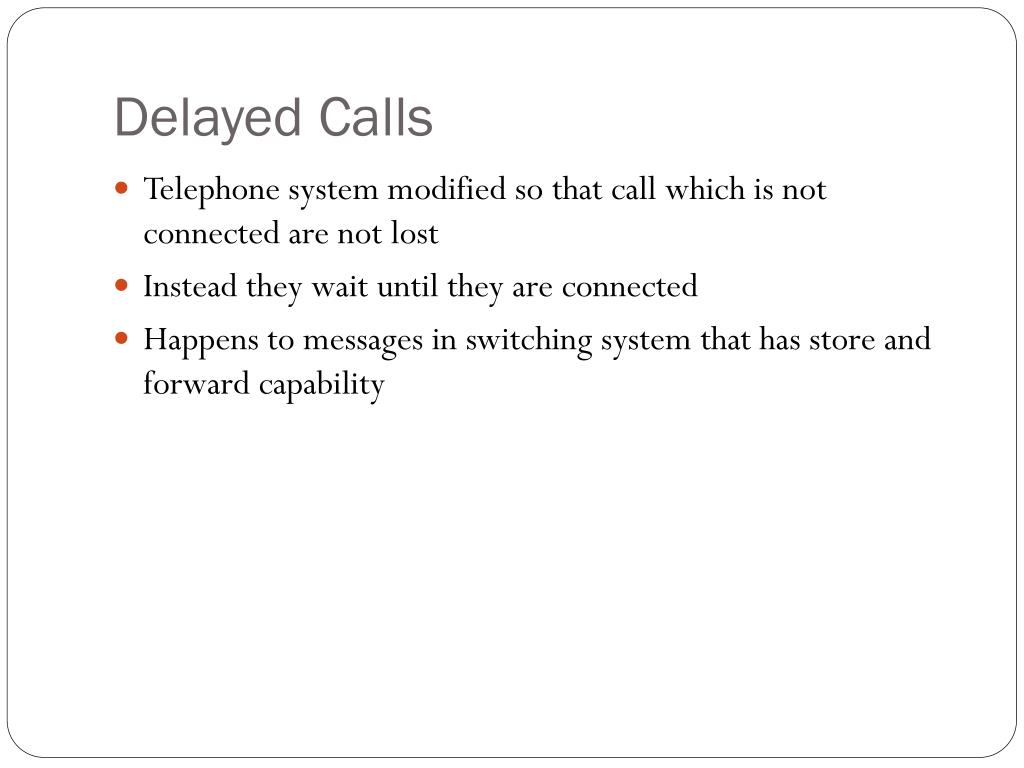 Delayed Calls
• Telephone system modified so that call which is not
connected are not lost
• Instead they wait until they are connected
• Happens to messages in switching system that has store and
forward capability